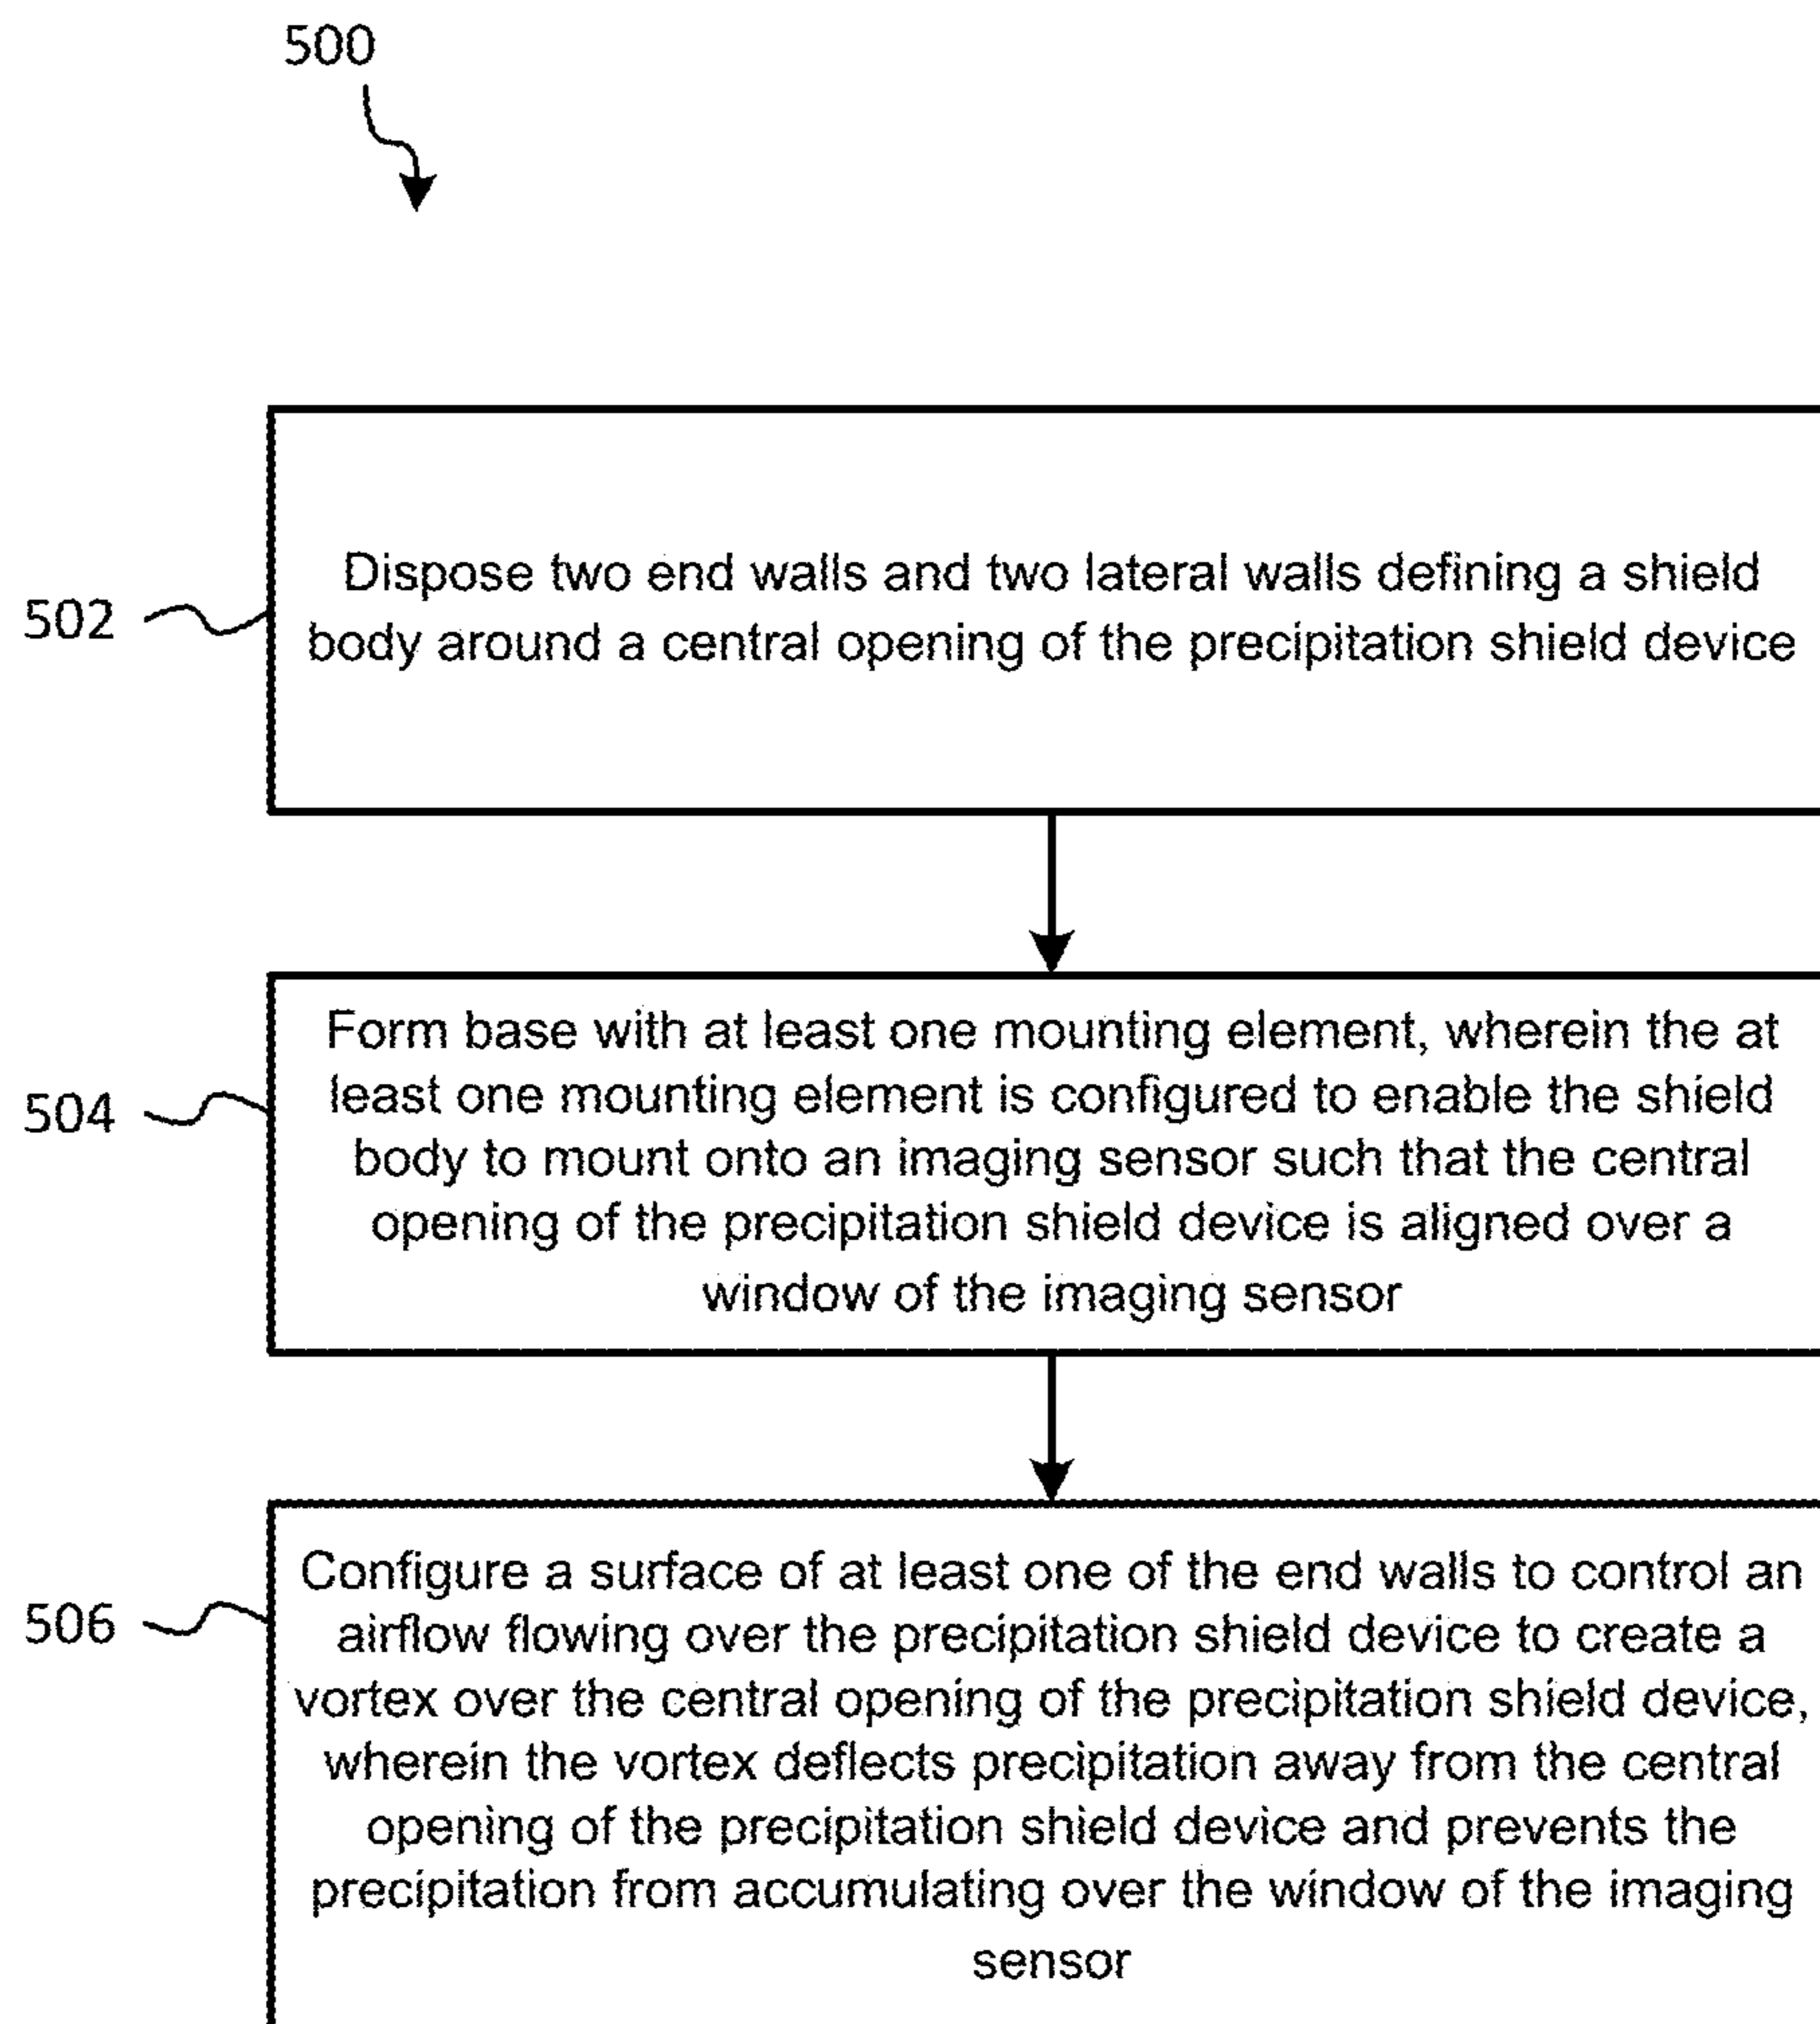 500
502
Dispose two end walls and two lateral walls defining a shield
body around a central opening of the precipitation shield device
504
Form base with at least one mounting element, wherein the at
least one mounting element is configured to enable the shield
body to mount onto an imaging sensor such that the central
opening of the precipitation shield device is aligned over a
window of the imaging sensor
506
Configure a surface of at least one of the end walls to control an
airflow flowing over the precipitation shield device to create a
vortex over the central opening of the precipitation shield device,
wherein the vortex deflects precipitation away from the central
opening of the precipitation shield device and prevents the
precipitation from accumulating over the window of the imaging
sensor